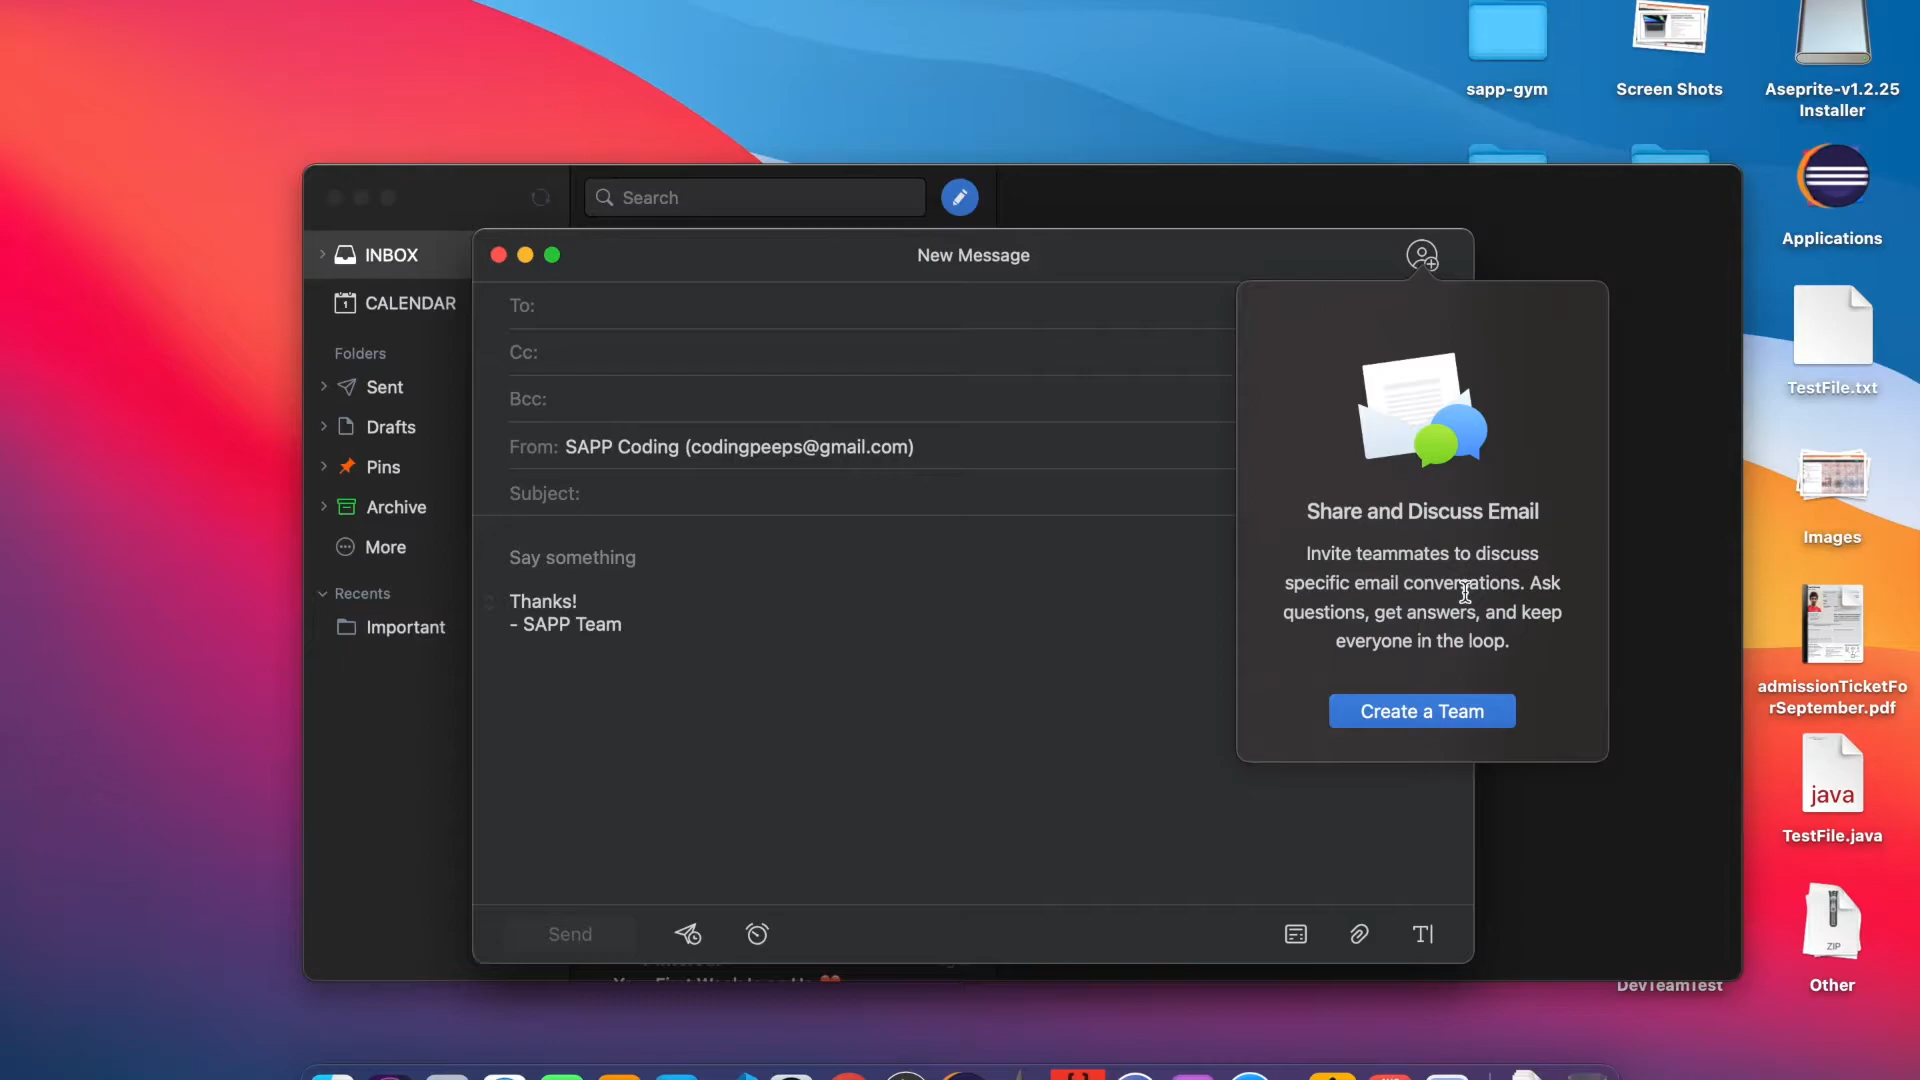 sapp-gym
Screen Shots
Aseprite-v1.2.25
Installer
Search
INBOX
New Message
Applications
CALENDAR
To:
Folders
Cc:
Sent
TestFile.txt
Bcc:
Drafts
From: SAPP Coding (codingpeeps@gmail.com)
Pins
Subject:
Archive
Share and Discuss Email
Images
More
Say something
Invite teammates to discuss
specific email conversations. Ask
questions, get answers, and keep
everyone in the loop.
Recents
Thanks!
- SAPP Team
Important
admissionTicketFo
rSeptember.pdf
Create a Team
java
TestFile.java
Send
ZIP
Other
DevTeamTest